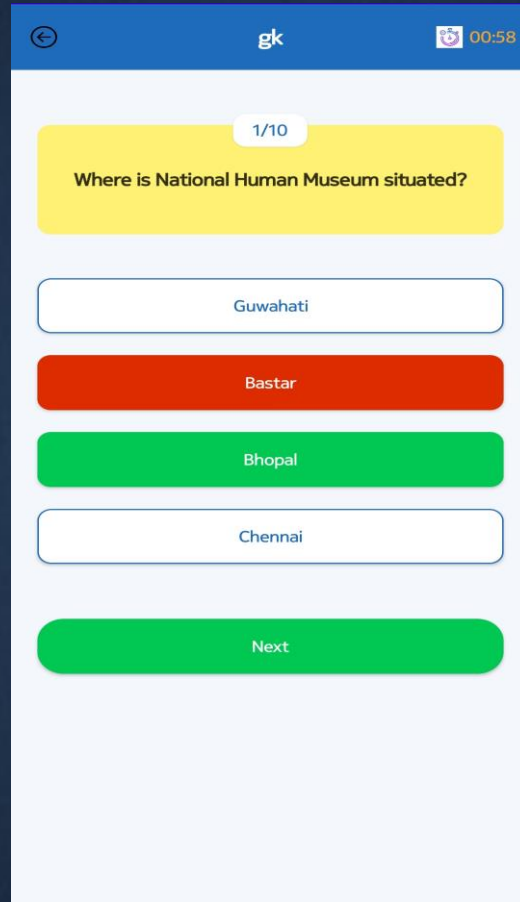 gk
00:58
1/10
Where is National Human Museum situated?
Guwahati
Bastar
Bhopal
Chennai
Next